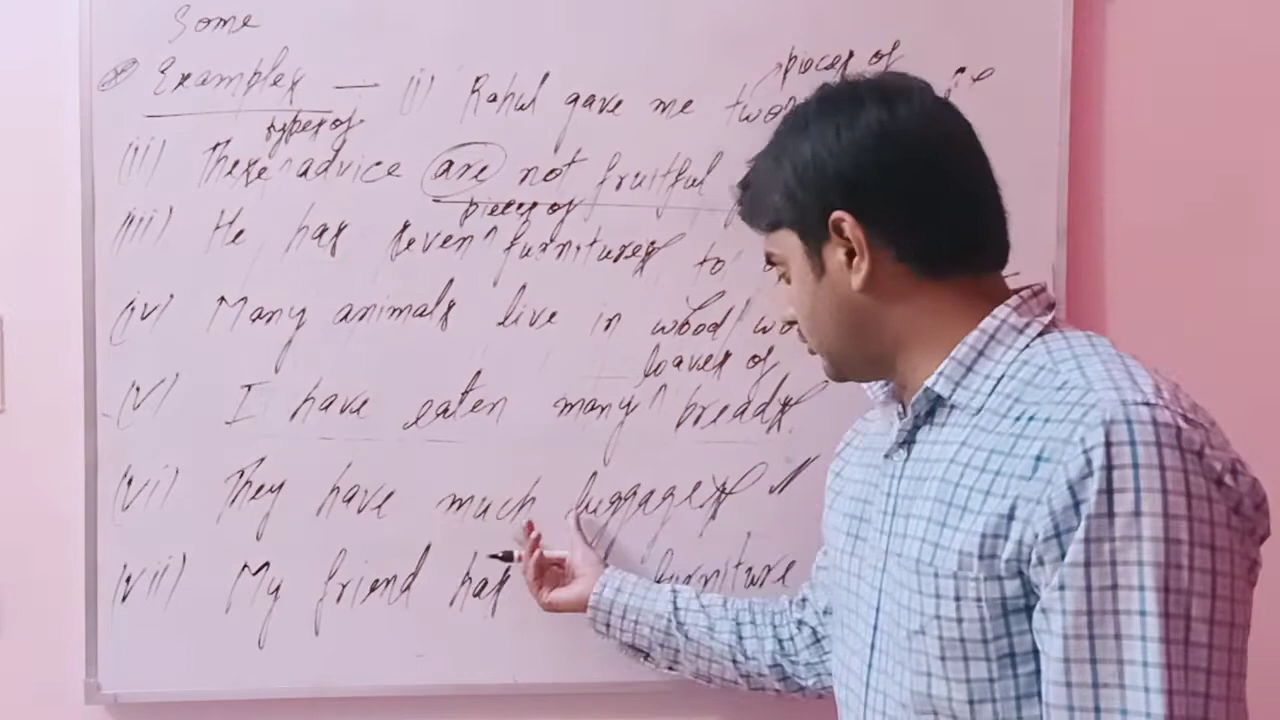 Some
Examples — (i) Rahul gave me two
pieces of
types of
(ii) These ^ advice are not fruitful
pieces of
(iii) He has seven ^ furnitures to
(iv) Many animals live in wood/
loaves of
(v) I have eaten many ^ breads.
(vi) They have much luggages
(vii) My friend has furniture